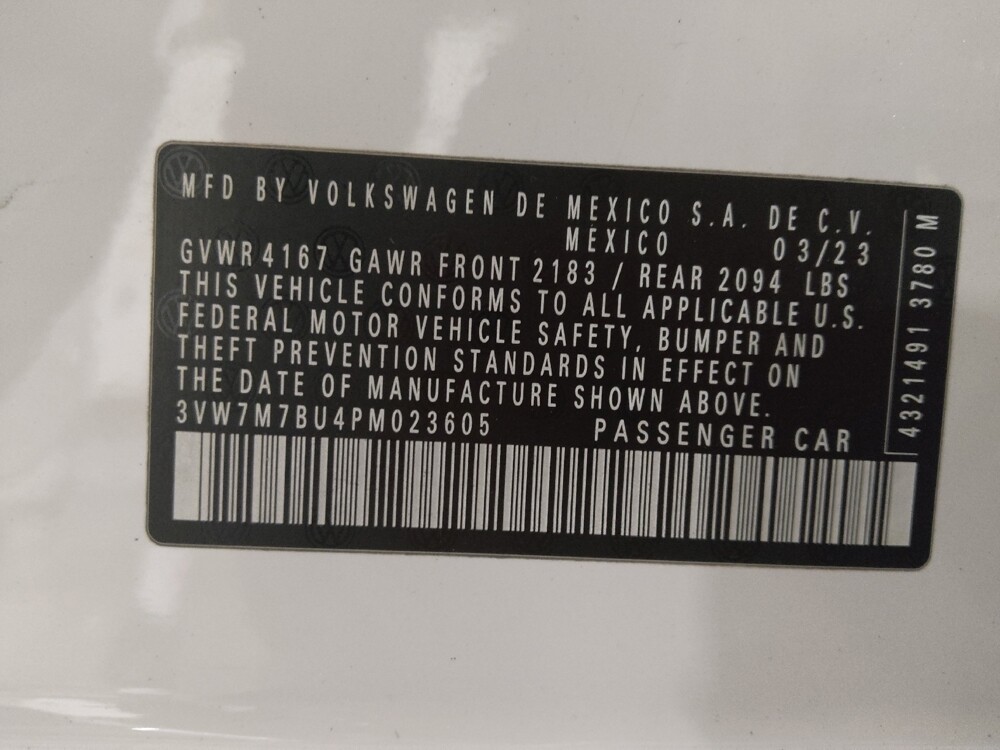 MFD BY VOLKSWAGEN DE MÉXICO S.A. DE C.V.
MÉXICO 03/23
GVWR 4167 GAWR FRONT 2183 / REAR 2094 LBS
THIS VEHICLE CONFORMS TO ALL APPLICABLE U.S.
FEDERAL MOTOR VEHICLE SAFETY, BUMPER AND
THEFT PREVENTION STANDARDS IN EFFECT ON
THE DATE OF MANUFACTURE SHOWN ABOVE.
3VW7M7BU4PM023605 PASSENGER CAR
4321491 3780 M